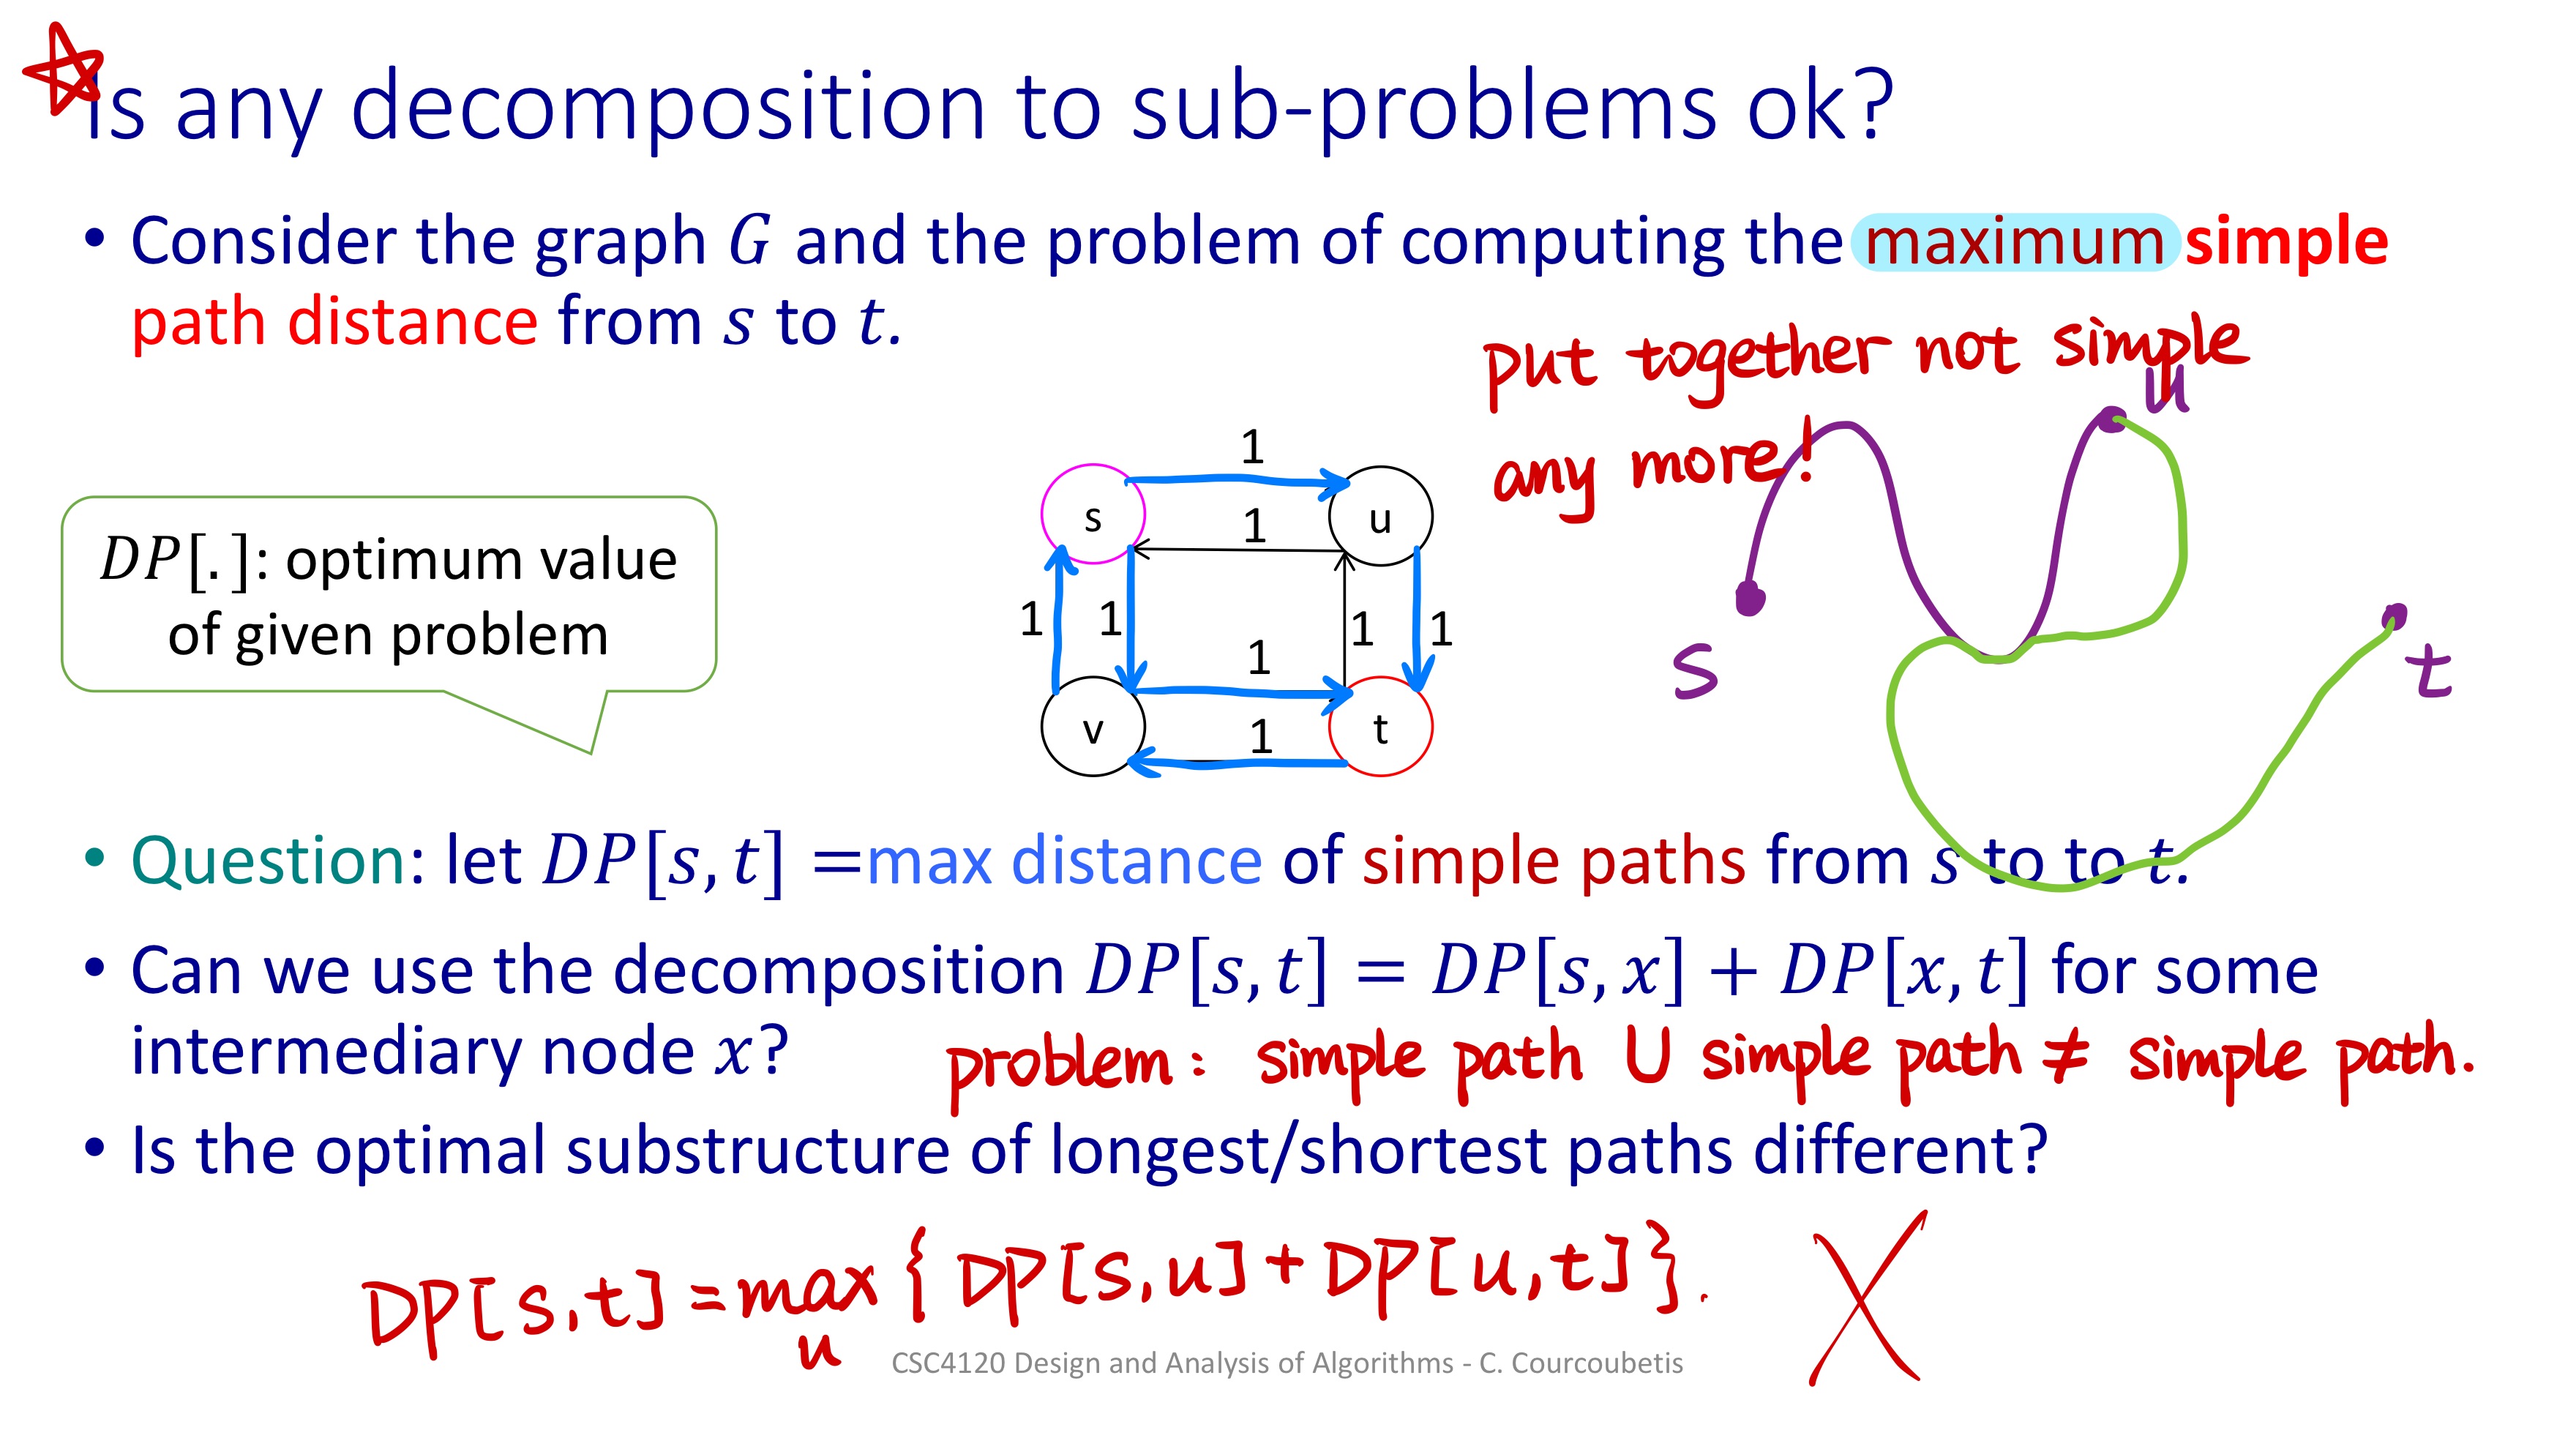 Is any decomposition to sub-problems ok?
• Consider the graph G and the problem of computing the maximum simple
path distance from s to t.
put together not simple
any more!
u
s
t
DP[.]: optimum value
of given problem
1
s
u
1
1
1
1
1
1
v
t
1
• Question: let DP[s, t] =max distance of simple paths from s to to t.
• Can we use the decomposition DP[s, t] = DP[s, x] + DP[x, t] for some
intermediary node x?
problem: simple path U simple path ≠ simple path.
• Is the optimal substructure of longest/shortest paths different?
DP[s,t] = max { DP[s,u] + DP[u,t] }.
u
CSC4120 Design and Analysis of Algorithms - C. Courcoubetis